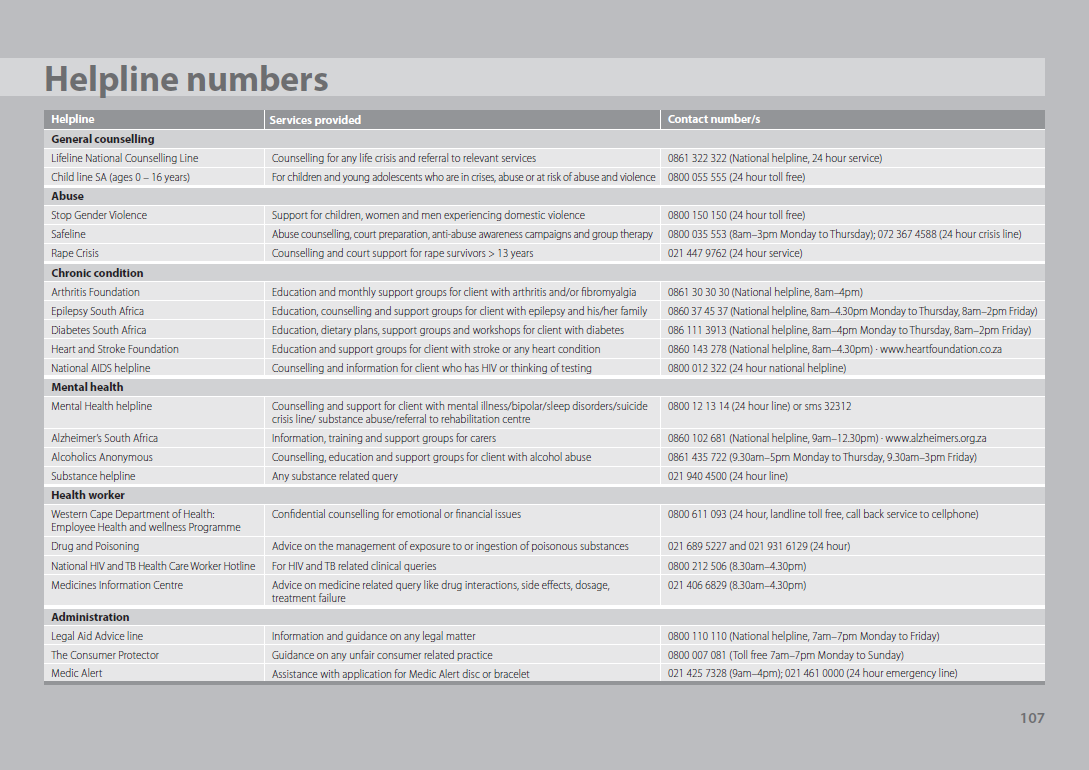 Helpline numbers
Helpline Services provided Contact number/s
General counselling
Lifeline National Counselling Line Counselling for any life crisis and referral to relevant services 0861 322 322 (National helpline, 24 hour service)
Child line SA (ages 0 – 16 years) For children and young adolescents who are in crises, abuse or at risk of abuse and violence 0800 055 555 (24 hour toll free)
Abuse
Stop Gender Violence Support for children, women and men experiencing domestic violence 0800 150 150 (24 hour toll free)
Safeline Abuse counselling, court preparation, anti-abuse awareness campaigns and group therapy 0800 035 553 (8am–3pm Monday to Thursday); 072 367 4588 (24 hour crisis line)
Rape Crisis Counselling and court support for rape survivors > 13 years 021 447 9762 (24 hour service)
Chronic condition
Arthritis Foundation Education and monthly support groups for client with arthritis and/or fibromyalgia 0861 30 30 30 (National helpline, 8am–4pm)
Epilepsy South Africa Education, counselling and support groups for client with epilepsy and his/her family 0860 37 45 37 (National helpline, 8am–4.30pm Monday to Thursday, 8am–2pm Friday)
Diabetes South Africa Education, dietary plans, support groups and workshops for client with diabetes 086 111 3913 (National helpline, 8am–4pm Monday to Thursday, 8am–2pm Friday)
Heart and Stroke Foundation Education and support groups for client with stroke or any heart condition 0860 143 278 (National helpline, 8am–4.30pm) · www.heartfoundation.co.za
National AIDS helpline Counselling and information for client who has HIV or thinking of testing 0800 012 322 (24 hour national helpline)
Mental health
Mental Health helpline Counselling and support for client with mental illness/bipolar/sleep disorders/suicide 0800 12 13 14 (24 hour line) or sms 32312
crisis line/ substance abuse/referral to rehabilitation centre
Alzheimer's South Africa Information, training and support groups for carers 0860 102 681 (National helpline, 9am–12.30pm) · www.alzheimers.org.za
Alcoholics Anonymous Counselling, education and support groups for client with alcohol abuse 0861 435 722 (9.30am–5pm Monday to Thursday, 9.30am–3pm Friday)
Substance helpline Any substance related query 021 940 4500 (24 hour line)
Health worker
Western Cape Department of Health: Confidential counselling for emotional or financial issues 0800 611 093 (24 hour, landline toll free, call back service to cellphone)
Employee Health and wellness Programme
Drug and Poisoning Advice on the management of exposure to or ingestion of poisonous substances 021 689 5227 and 021 931 6129 (24 hour)
National HIV and TB Health Care Worker Hotline For HIV and TB related clinical queries 0800 212 506 (8.30am–4.30pm)
Medicines Information Centre Advice on medicine related query like drug interactions, side effects, dosage, 021 406 6829 (8.30am–4.30pm)
treatment failure
Administration
Legal Aid Advice line Information and guidance on any legal matter 0800 110 110 (National helpline, 7am–7pm Monday to Friday)
The Consumer Protector Guidance on any unfair consumer related practice 0800 007 081 (Toll free 7am–7pm Monday to Sunday)
Medic Alert Assistance with application for Medic Alert disc or bracelet 021 425 7328 (9am–4pm); 021 461 0000 (24 hour emergency line)
107